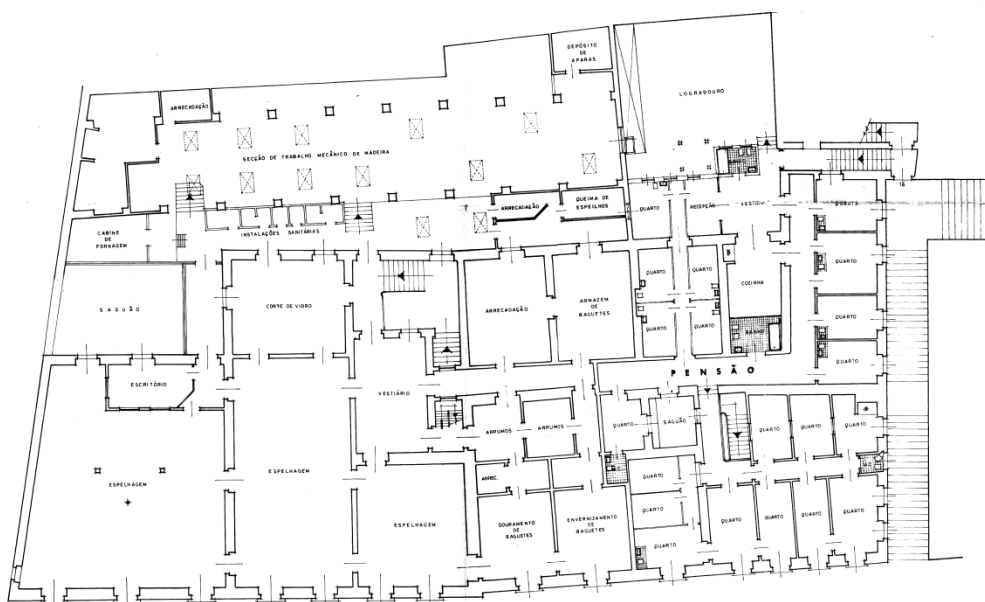 DEPÓSITO
DE
APARAS
ARRECADAÇÃO
LOGRADOURO
SECÇÃO DE TRABALHO MECÂNICO DE MADEIRA
ARRECADAÇÃO
QUEIMA DE
ESPELHOS
QUARTO
RECEPÇÃO
16
INSTALAÇÕES SANITÁRIAS
CABINE
DE
FORNAGEM
QUARTO
QUARTO
QUARTO
COZINHA
SAGUÃO
CORTE DE VIDRO
ARRECADAÇÃO
ARMAZEM
DE
BAGUETES
QUARTO
QUARTO
QUARTO
BANHO
QUARTO
PENSÃO
ESCRITÓRIO
VESTIÁRIO
ARRUMOS
ARRUMOS
QUARTO
SAGUÃO
QUARTO
QUARTO
QUARTO
ESPELHAGEM
ESPELHAGEM
ESPELHAGEM
ARREC.
QUARTO
QUARTO
DOURAMENTO
DE
BAGUETES
ENVERNIZAMENTO
DE
BAGUETES
QUARTO
QUARTO
QUARTO
QUARTO
QUARTO